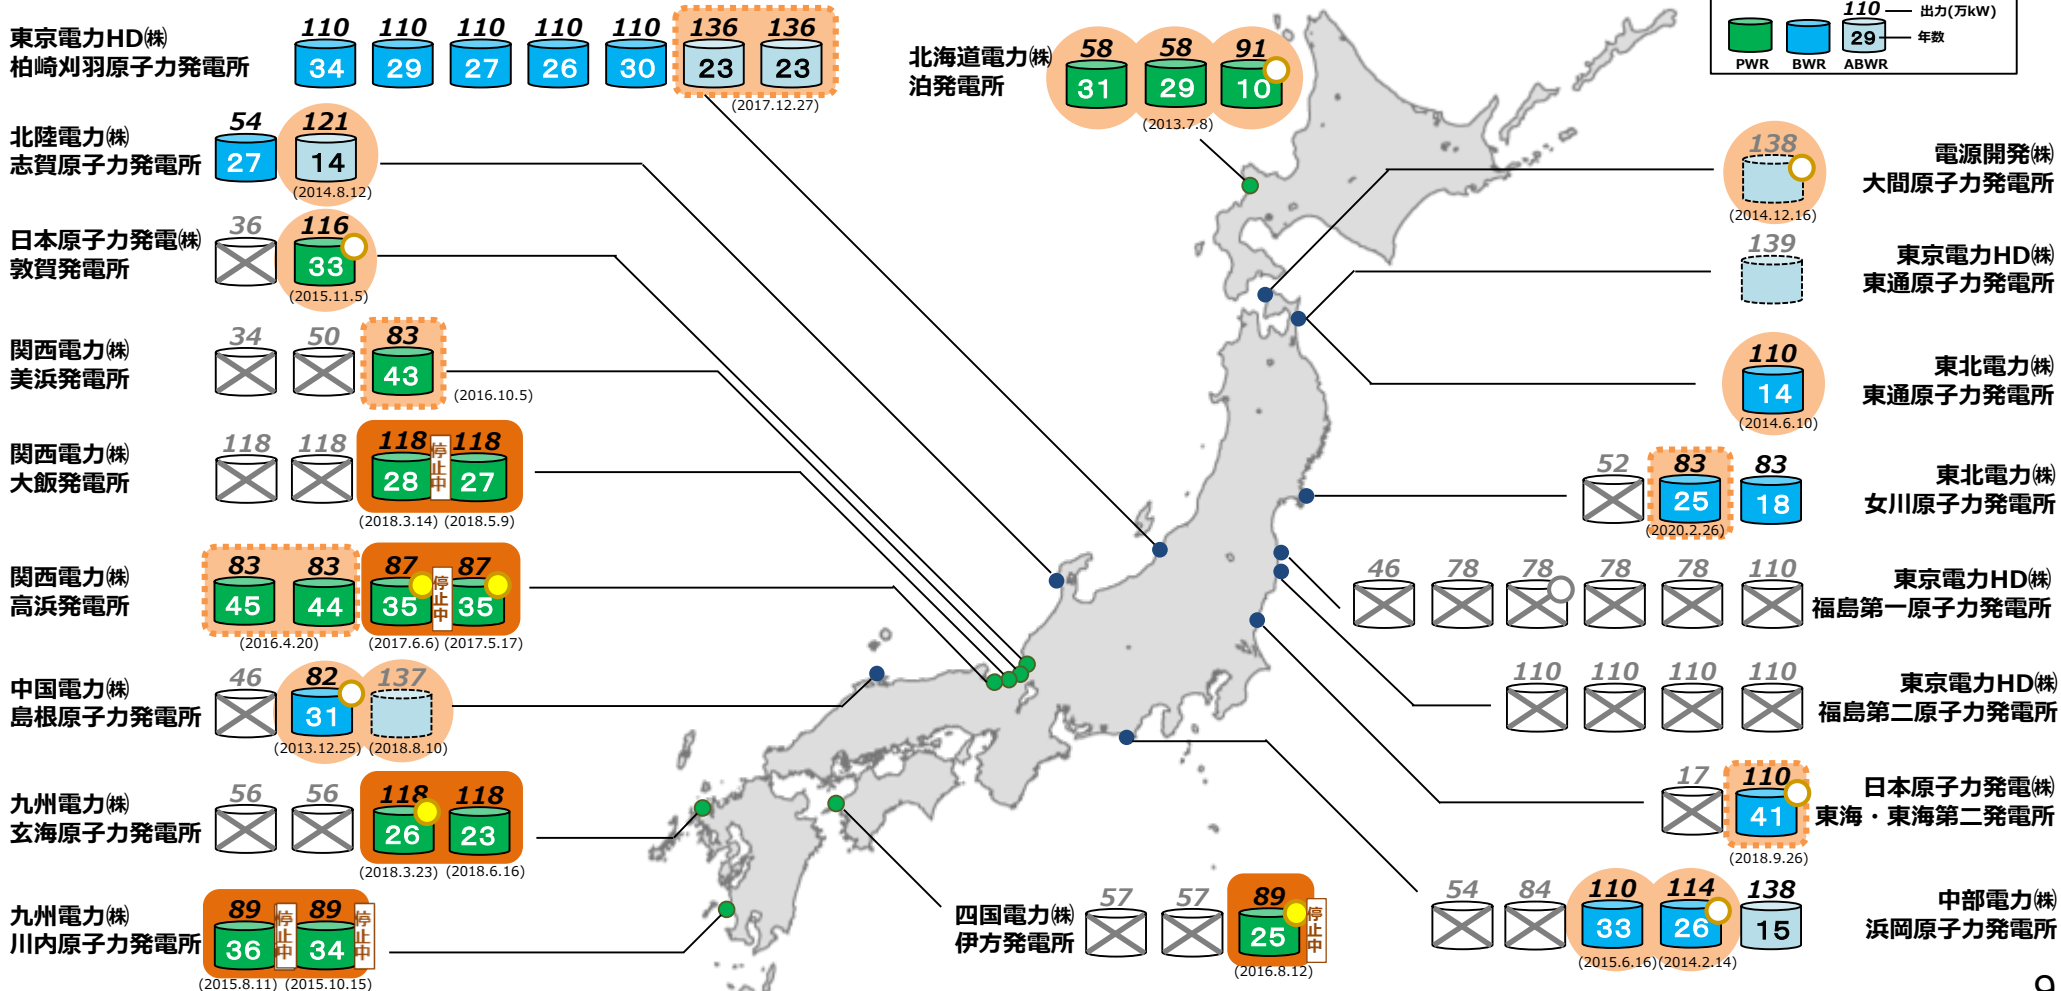 東京電力HD㈱
柏崎刈羽原子力発電所
110 110 110 110 110 136 136
34 29 27 26 30 23 23
(2017.12.27)
北陸電力㈱
志賀原子力発電所
54 121
27 14
(2014.8.12)
日本原子力発電㈱
敦賀発電所
36 116
33
(2015.11.5)
関西電力㈱
美浜発電所
34 50 83
43
(2016.10.5)
関西電力㈱
大飯発電所
118 118 118 118
28 停止中 27
(2018.3.14) (2018.5.9)
関西電力㈱
高浜発電所
83 83 87 87
45 44 35 停止中 35
(2016.4.20) (2017.6.6) (2017.5.17)
中国電力㈱
島根原子力発電所
46 82 137
31
(2013.12.25) (2018.8.10)
九州電力㈱
玄海原子力発電所
56 56 118 118
26 23
(2018.3.23) (2018.6.16)
九州電力㈱
川内原子力発電所
89 89
36 停止中 34 停止中
(2015.8.11) (2015.10.15)
北海道電力㈱
泊発電所
58 58 91
31 29 10
(2013.7.8)
110 出力(万kW)
29 年数
PWR BWR ABWR
138
電源開発㈱
大間原子力発電所
(2014.12.16)
139
東京電力HD㈱
東通原子力発電所
110
14
東北電力㈱
東通原子力発電所
(2014.6.10)
52 83 83
25 18
東北電力㈱
女川原子力発電所
(2020.2.26)
46 78 78 78 78 110
東京電力HD㈱
福島第一原子力発電所
110 110 110 110
東京電力HD㈱
福島第二原子力発電所
17 110
41
日本原子力発電㈱
東海・東海第二発電所
(2018.9.26)
54 84 110 114 138
33 26 15
中部電力㈱
浜岡原子力発電所
(2015.6.16) (2014.2.14)
四国電力㈱
伊方発電所
57 57 89
25 停止中
(2016.8.12)
9